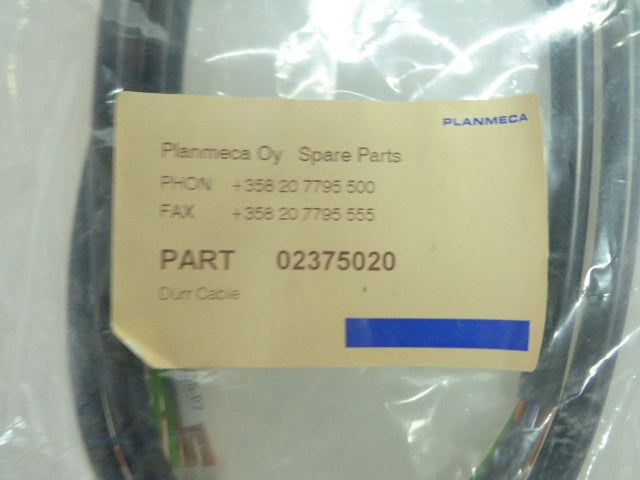 PLANMECA
Planmeca Oy Spare Parts
PHON +358 20 7795 500
FAX +358 20 7795 555
PART 02375020
Dürr Cable